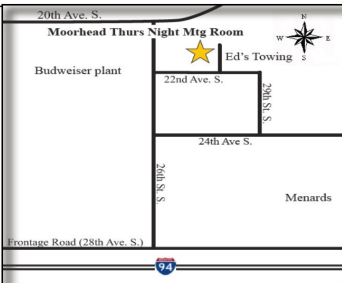 20th Ave. S.
Moorhead Thurs Night Mtg Room
N
W
E
S
Ed's Towing
Budweiser plant
22nd Ave. S.
29th St. S.
24th Ave S.
26th St. S.
Menards
Frontage Road (28th Ave. S.)
94